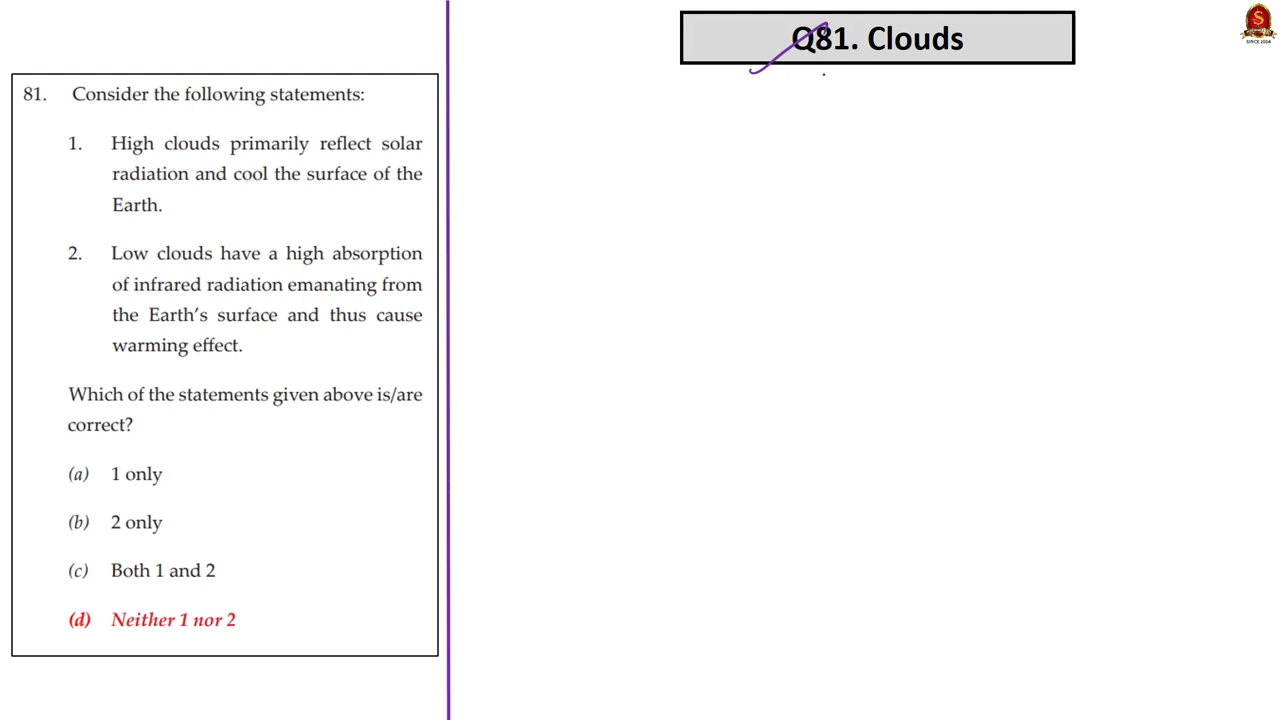 Q81. Clouds
S
SINCE 2004
81. Consider the following statements:
1. High clouds primarily reflect solar
radiation and cool the surface of the
Earth.
2. Low clouds have a high absorption
of infrared radiation emanating from
the Earth's surface and thus cause
warming effect.
Which of the statements given above is/are
correct?
(a) 1 only
(b) 2 only
(c) Both 1 and 2
(d) Neither 1 nor 2